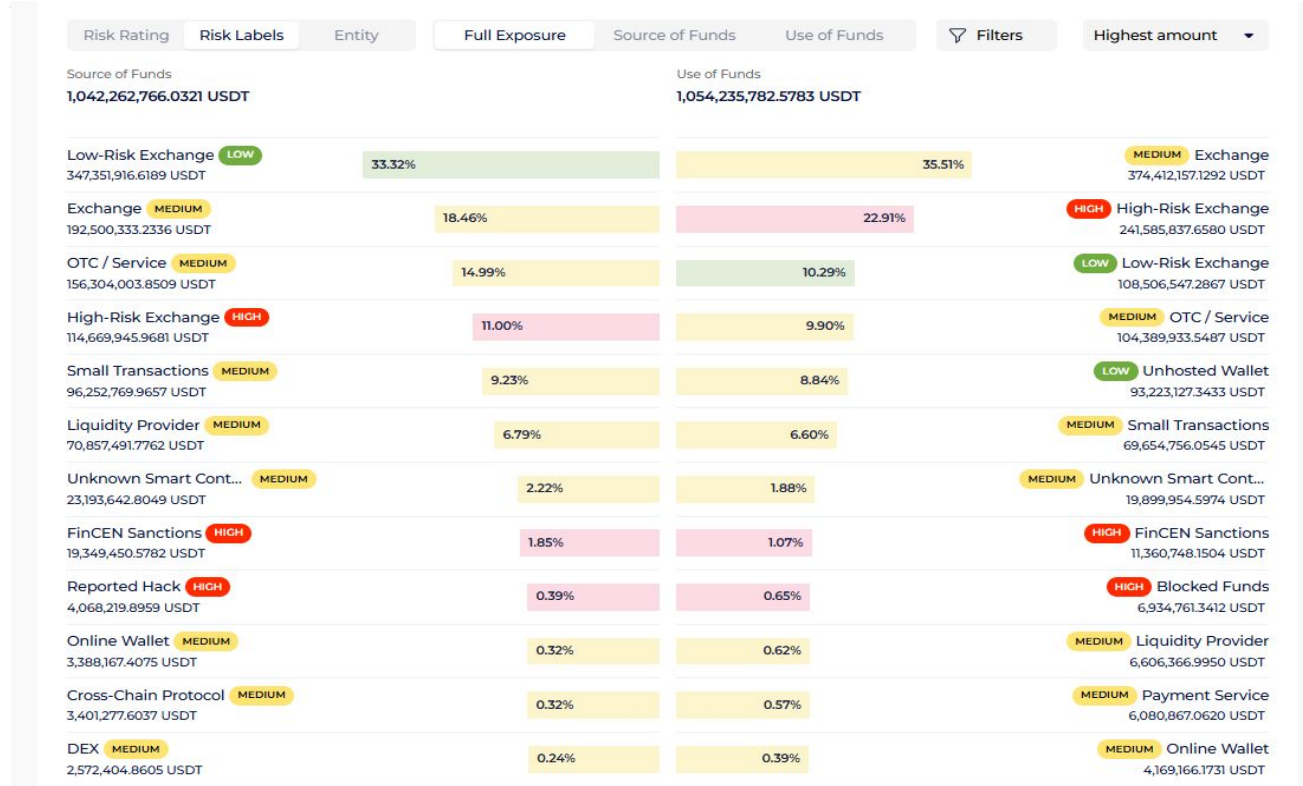 Risk Rating Risk Labels Entity Full Exposure Source of Funds Use of Funds Filters Highest amount
Source of Funds Use of Funds
1,042,262,766.0321 USDT 1,054,235,782.5783 USDT
Low-Risk Exchange LOW 33.32% 35.51% MEDIUM Exchange
347,351,916.6189 USDT 374,412,157.1292 USDT
Exchange MEDIUM 18.46% 22.91% HIGH High-Risk Exchange
192,500,333.2336 USDT 241,585,837.6580 USDT
OTC / Service MEDIUM 14.99% 10.29% LOW Low-Risk Exchange
156,304,003.8509 USDT 108,506,547.2867 USDT
High-Risk Exchange HIGH 11.00% 9.90% MEDIUM OTC / Service
114,669,945.9681 USDT 104,389,933.5487 USDT
Small Transactions MEDIUM 9.23% 8.84% LOW Unhosted Wallet
96,252,769.9657 USDT 93,223,127.3433 USDT
Liquidity Provider MEDIUM 6.79% 6.60% MEDIUM Small Transactions
70,857,491.7762 USDT 69,654,756.0545 USDT
Unknown Smart Cont... MEDIUM 2.22% 1.88% MEDIUM Unknown Smart Cont...
23,193,642.8049 USDT 19,899,954.5974 USDT
FinCEN Sanctions HIGH 1.85% 1.07% HIGH FinCEN Sanctions
19,349,450.5782 USDT 11,360,748.1504 USDT
Reported Hack HIGH 0.39% 0.65% HIGH Blocked Funds
4,068,219.8959 USDT 6,934,761.3412 USDT
Online Wallet MEDIUM 0.32% 0.62% MEDIUM Liquidity Provider
3,388,167.4075 USDT 6,606,366.9950 USDT
Cross-Chain Protocol MEDIUM 0.32% 0.57% MEDIUM Payment Service
3,401,277.6037 USDT 6,080,867.0620 USDT
DEX MEDIUM 0.24% 0.39% MEDIUM Online Wallet
2,572,404.8605 USDT 4,169,166.1731 USDT